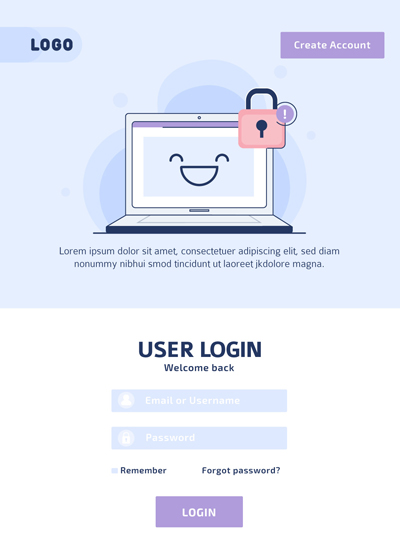 LOGO
Create Account
!
Lorem ipsum dolor sit amet, consectetuer adipiscing elit, sed diam
nonummy nibhui smod tincidunt ut laoreet jkdolore magna.
USER LOGIN
Welcome back
Email or Username
Password
Remember
Forgot password?
LOGIN